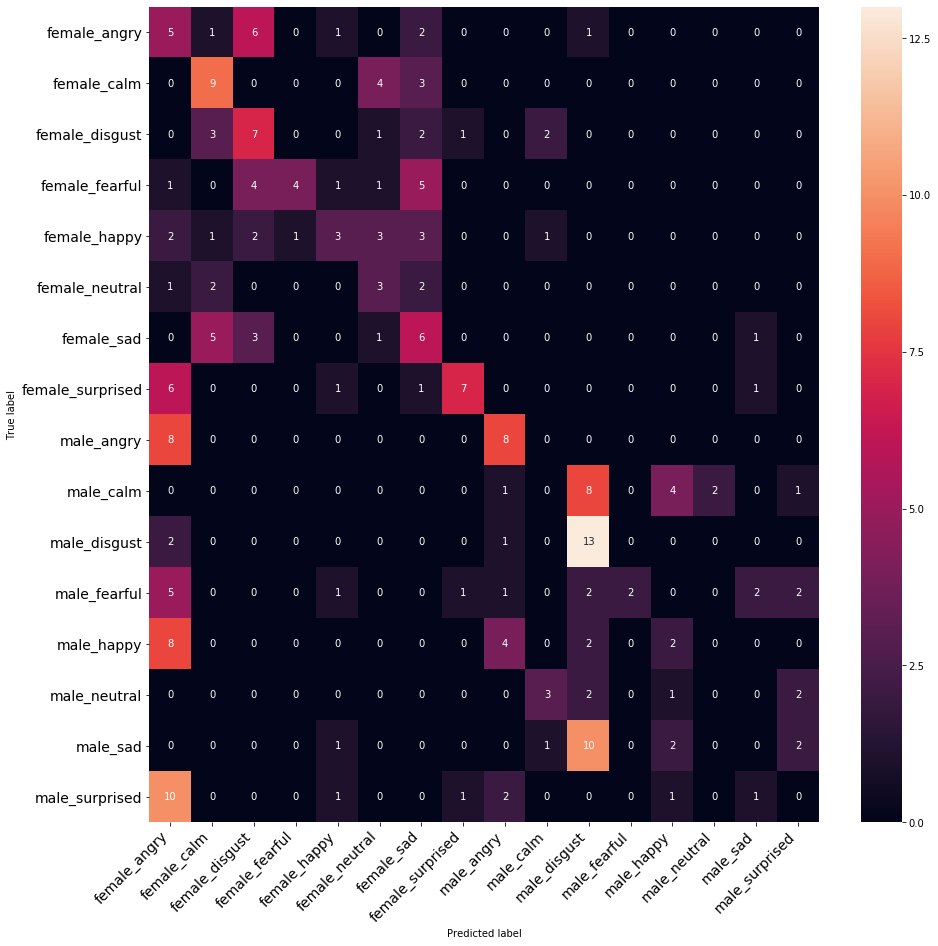 female_angry 5 1 6 0 1 0 2 0 0 0 1 0 0 0 0 0
female_calm 0 9 0 0 0 4 3 0 0 0 0 0 0 0 0 0
female_disgust 0 3 7 0 0 1 2 1 0 2 0 0 0 0 0 0
female_fearful 1 0 4 4 1 1 5 0 0 0 0 0 0 0 0 0
female_happy 2 1 2 1 3 3 3 0 0 1 0 0 0 0 0 0
female_neutral 1 2 0 0 0 3 2 0 0 0 0 0 0 0 0 0
female_sad 0 5 3 0 0 1 6 0 0 0 0 0 0 0 1 0
female_surprised 6 0 0 0 1 0 1 7 0 0 0 0 0 0 1 0
male_angry 8 0 0 0 0 0 0 0 8 0 0 0 0 0 0 0
male_calm 0 0 0 0 0 0 0 0 1 0 8 0 4 2 0 1
male_disgust 2 0 0 0 0 0 0 0 1 0 13 0 0 0 0 0
male_fearful 5 0 0 0 1 0 0 1 1 0 2 2 0 0 2 2
male_happy 8 0 0 0 0 0 0 0 4 0 2 0 2 0 0 0
male_neutral 0 0 0 0 0 0 0 0 0 3 2 0 1 0 0 2
male_sad 0 0 0 0 1 0 0 0 0 1 10 0 2 0 0 2
male_surprised 10 0 0 0 1 0 0 1 2 0 0 0 1 0 1 0
True label
female_angry
female_calm
female_disgust
female_fearful
female_happy
female_neutral
female_sad
female_surprised
male_angry
male_calm
male_disgust
male_fearful
male_happy
male_neutral
male_sad
male_surprised
Predicted label
12.5
10.0
7.5
5.0
2.5
0.0